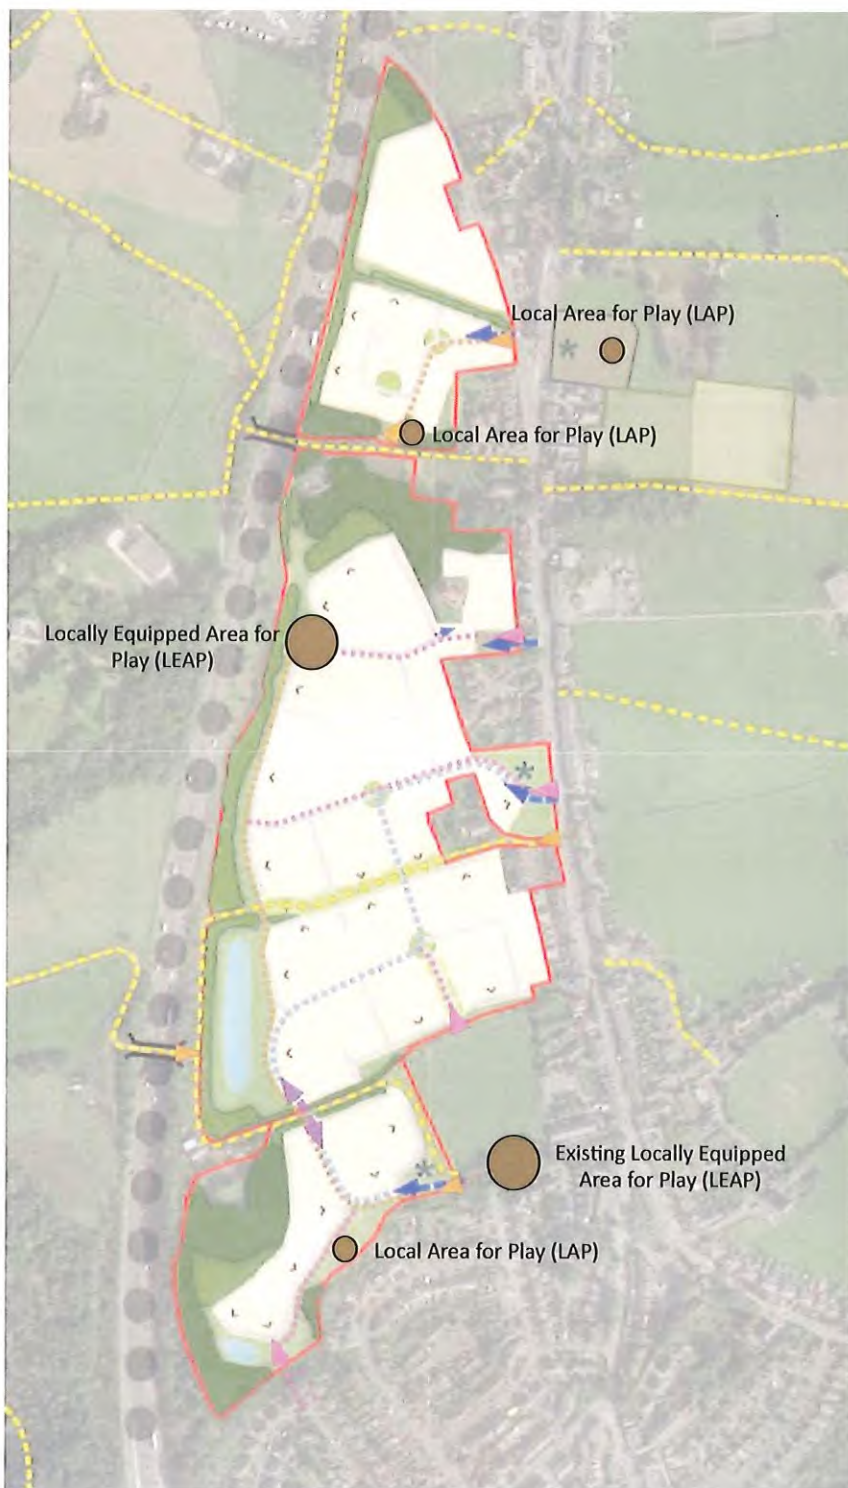 Local Area for Play (LAP)
Local Area for Play (LAP)
Locally Equipped Area for
Play (LEAP)
Existing Locally Equipped
Area for Play (LEAP)
Local Area for Play (LAP)